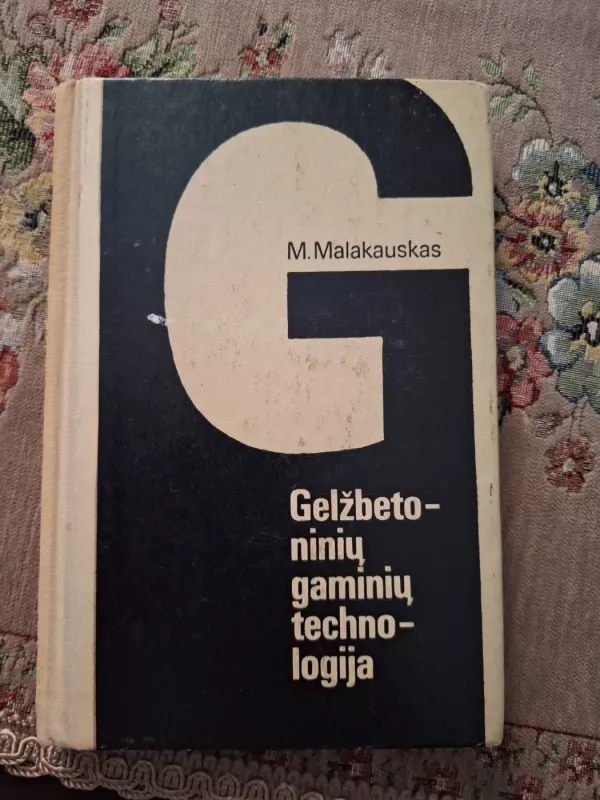 G
M. Malakauskas
Gelžbeto-
ninių
gaminių
techno-
logija